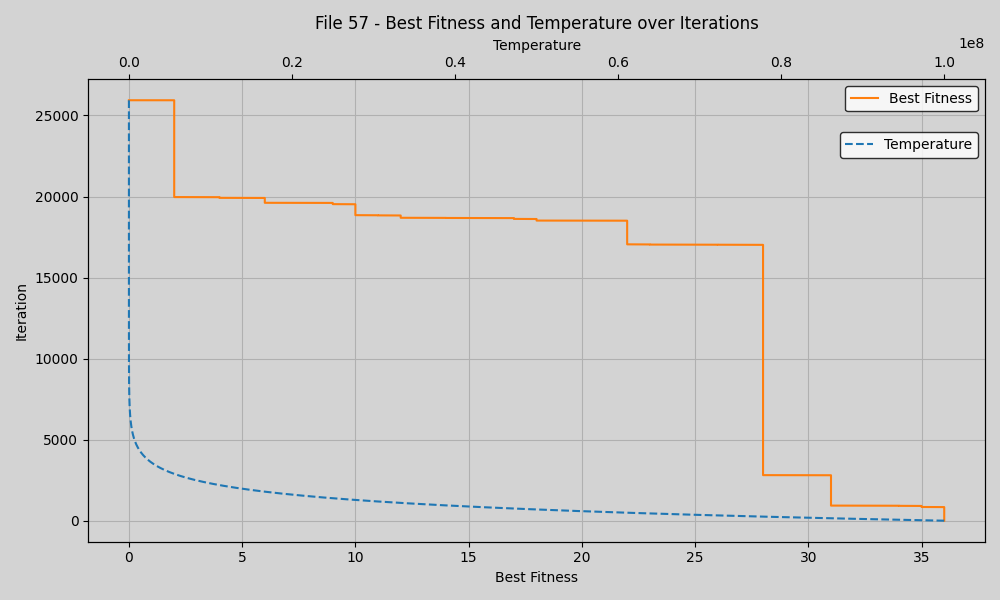 File 57 - Best Fitness and Temperature over Iterations
Temperature
1e8
0.0 0.2 0.4 0.6 0.8 1.0
Best Fitness
Temperature
Iteration
25000
20000
15000
10000
5000
0
0 5 10 15 20 25 30 35
Best Fitness